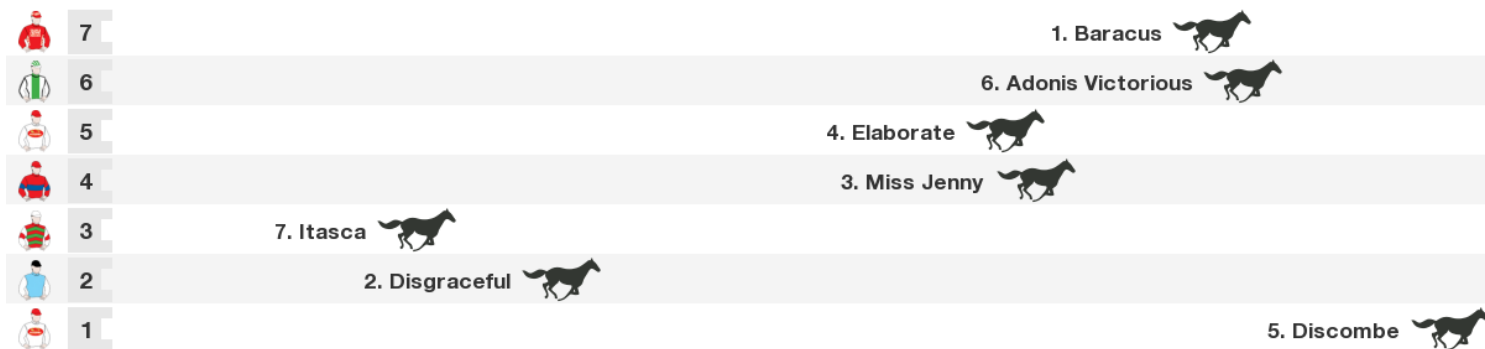 7 1. Baracus
6 6. Adonis Victorious
5 4. Elaborate
4 3. Miss Jenny
3 7. Itasca
2 2. Disgraceful
1 5. Discombe